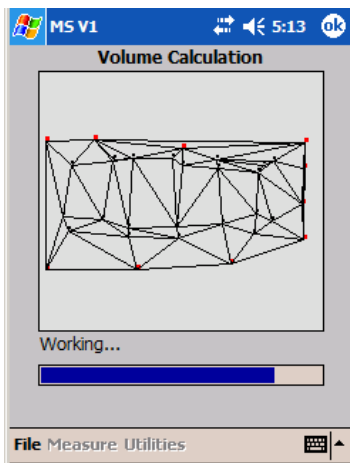 MS V1 5:13 ok
Volume Calculation
Working...
File Measure Utilities